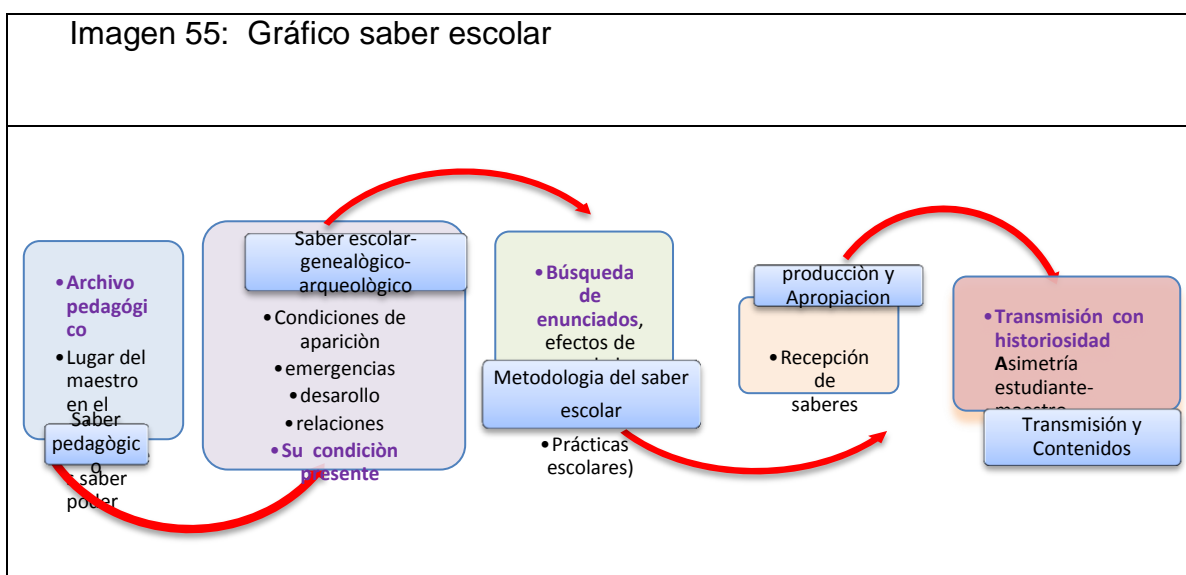 Imagen 55:  Gráfico saber escolar
•Archivo
pedagógi
co
•Lugar del
maestro
en el
s saber
poder
Saber
pedagògic
o
Saber escolar-
genealògico-
arqueològico
•Condiciones de
apariciòn
•emergencias
•desarollo
•relaciones
•Su condiciòn
presente
•Búsqueda
de
enunciados,
efectos de
Metodologia del saber
escolar
•Prácticas
escolares)
producciòn y
Apropiacion
•Recepción
de
saberes
•Transmisión con
historiosidad
Asimetría
estudiante-
maestro
Transmisión y
Contenidos